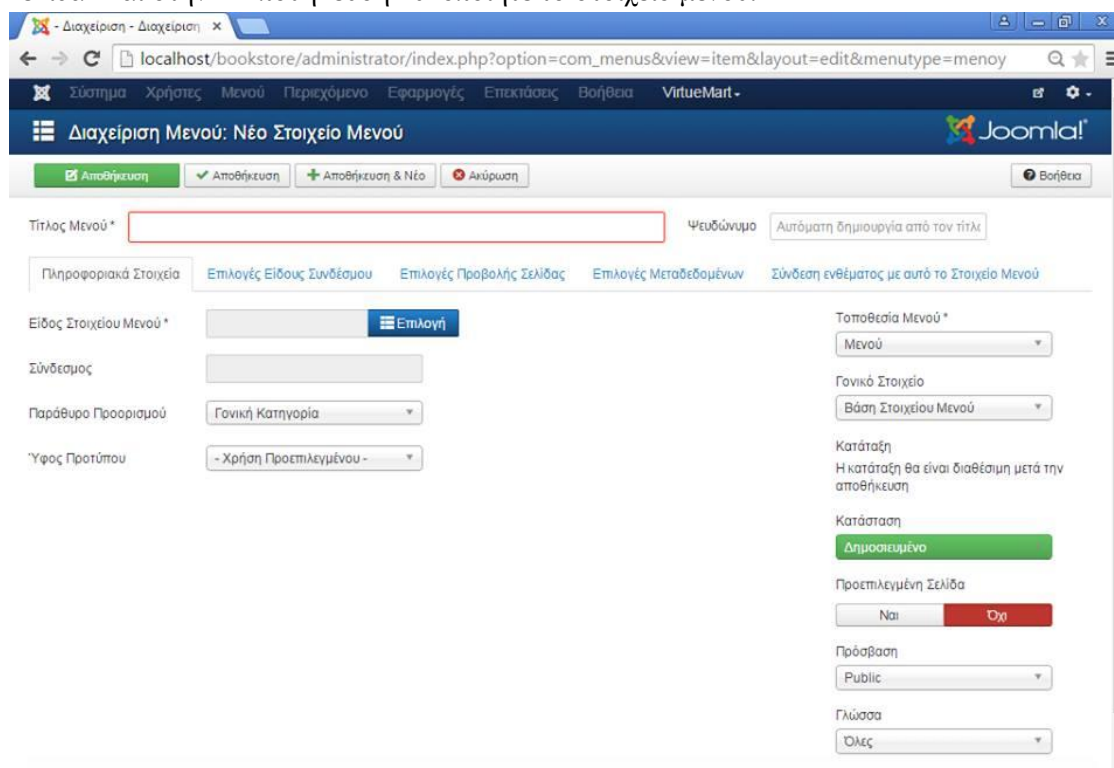 - Διαχείριση - Διαχείριση
localhost/bookstore/administrator/index.php?option=com_menus&view=item&layout=edit&menutype=menoy
Σύστημα Χρήστες Μενού Περιεχόμενο Εφαρμογές Επεκτάσεις Βοήθεια VirtueMart
Διαχείριση Μενού: Νέο Στοιχείο Μενού
Joomla!
Αποθήκευση Αποθήκευση Αποθήκευση & Νέο Ακύρωση Βοήθεια
Τίτλος Μενού * Ψευδώνυμο Αυτόματη δημιουργία από τον τίτλο
Πληροφοριακά Στοιχεία Επιλογές Είδους Συνδέσμου Επιλογές Προβολής Σελίδας Επιλογές Μεταδεδομένων Σύνδεση ενθέματος με αυτό το Στοιχείο Μενού
Είδος Στοιχείου Μενού * Επιλογή
Σύνδεσμος
Παράθυρο Προορισμού Γονική Κατηγορία
Ύφος Προτύπου - Χρήση Προεπιλεγμένου -
Τοποθεσία Μενού *
Μενού
Γονικό Στοιχείο
Βάση Στοιχείου Μενού
Κατάταξη
Η κατάταξη θα είναι διαθέσιμη μετά την
αποθήκευση
Κατάσταση
Δημοσιευμένο
Προεπιλεγμένη Σελίδα
Ναι Όχι
Πρόσβαση
Public
Γλώσσα
Όλες